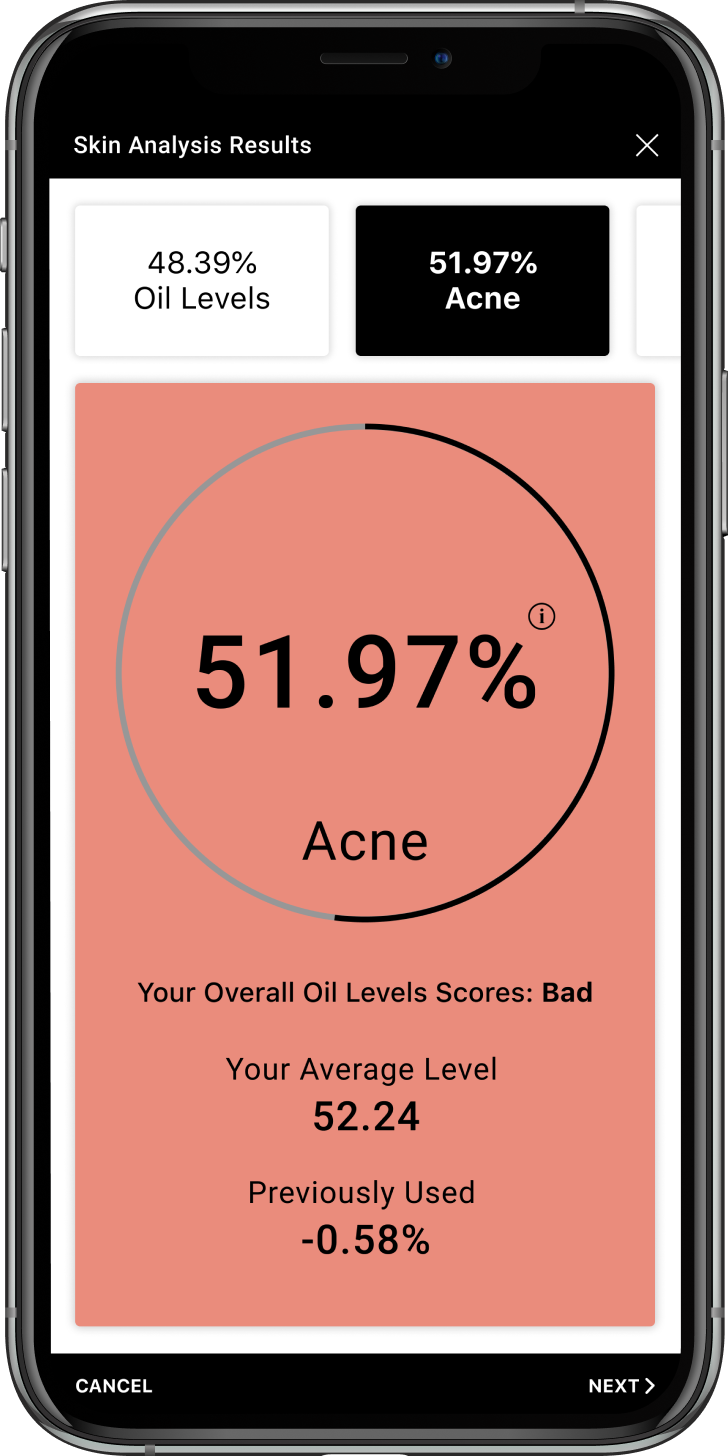 Skin Analysis Results
48.39%
Oil Levels
51.97%
Acne
51.97%
i
Acne
Your Overall Oil Levels Scores: Bad
Your Average Level
52.24
Previously Used
-0.58%
CANCEL
NEXT